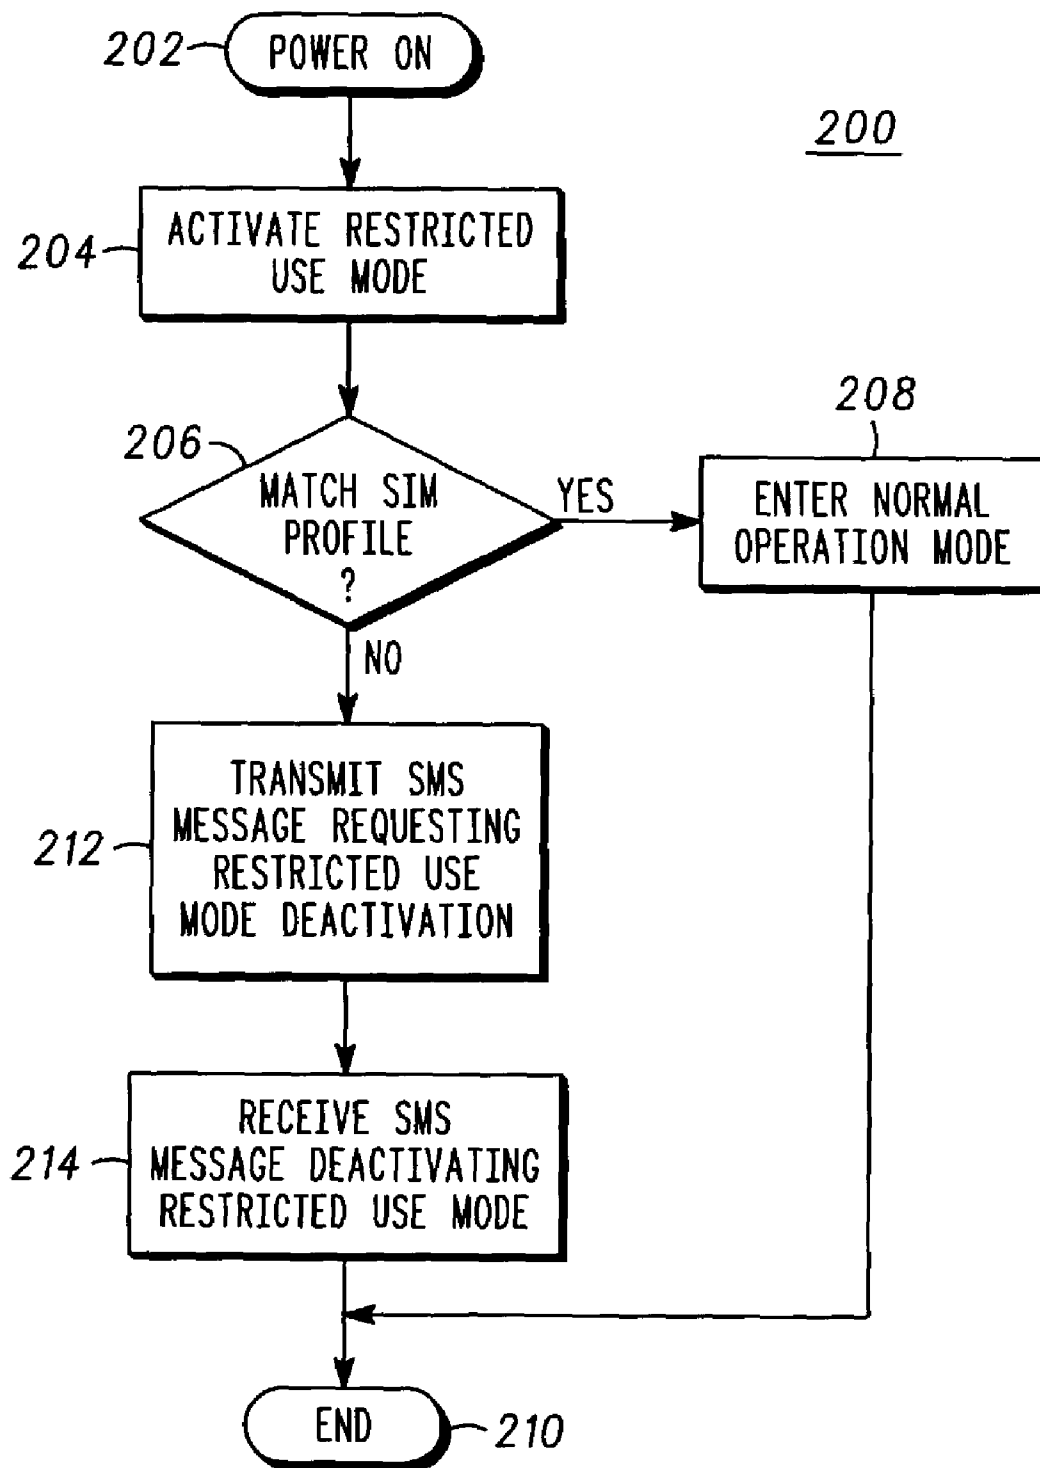 202
POWER ON
200
204
ACTIVATE RESTRICTED
USE MODE
206
MATCH SIM
PROFILE
?
YES
208
ENTER NORMAL
OPERATION MODE
NO
212
TRANSMIT SMS
MESSAGE REQUESTING
RESTRICTED USE
MODE DEACTIVATION
214
RECEIVE SMS
MESSAGE DEACTIVATING
RESTRICTED USE MODE
END
210